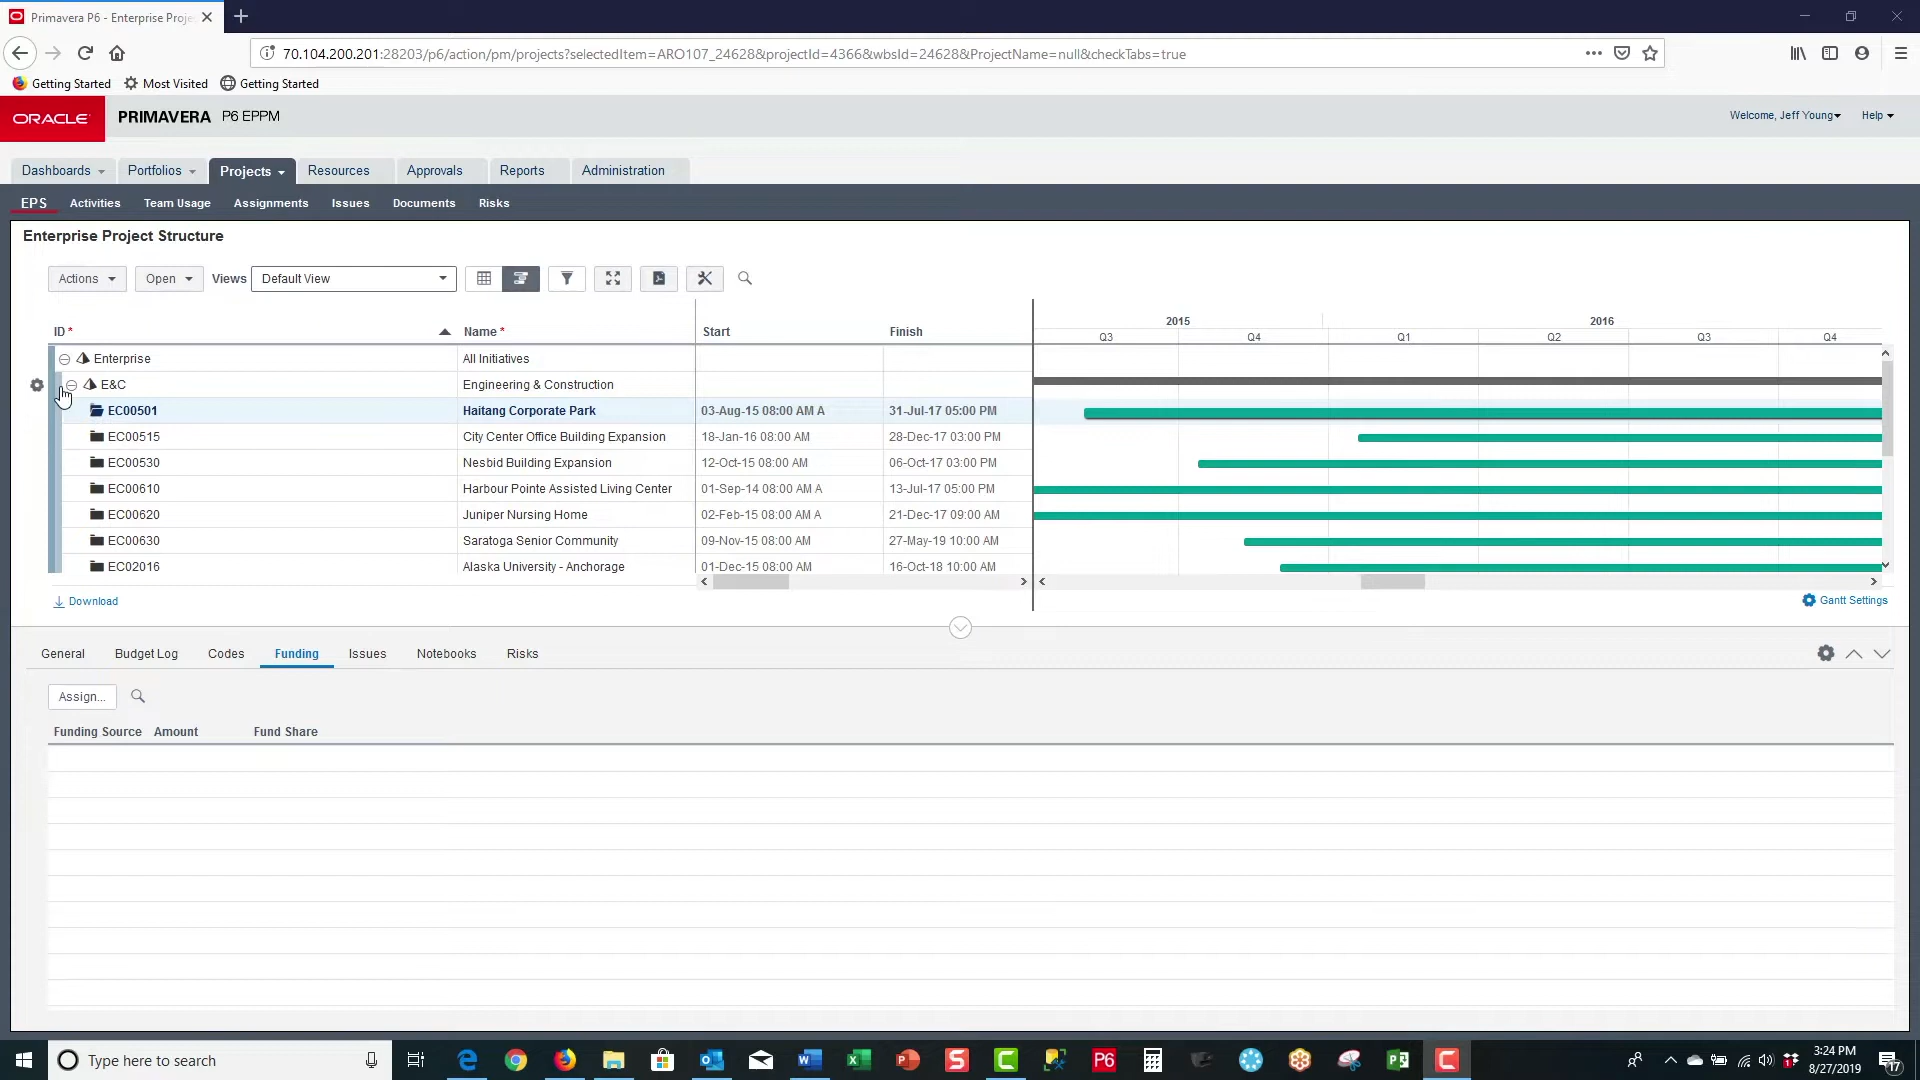 Primavera P6 - Enterprise Proje
70.104.200.201:28203/p6/action/pm/projects?selectedItem=ARO107_24628&projectId=4366&wbsId=24628&ProjectName=null&checkTabs=true
Getting Started Most Visited Getting Started
ORACLE PRIMAVERA P6 EPPM Welcome, Jeff Young Help
Dashboards Portfolios Projects Resources Approvals Reports Administration
EPS Activities Team Usage Assignments Issues Documents Risks
Enterprise Project Structure
Actions Open Views Default View
2015 2016
ID * Name * Start Finish Q3 Q4 Q1 Q2 Q3 Q4
Enterprise All Initiatives
E&C Engineering & Construction
EC00501 Haitang Corporate Park 03-Aug-15 08:00 AM A 31-Jul-17 05:00 PM
EC00515 City Center Office Building Expansion 18-Jan-16 08:00 AM 28-Dec-17 03:00 PM
EC00530 Nesbid Building Expansion 12-Oct-15 08:00 AM 06-Oct-17 03:00 PM
EC00610 Harbour Pointe Assisted Living Center 01-Sep-14 08:00 AM A 13-Jul-17 05:00 PM
EC00620 Juniper Nursing Home 02-Feb-15 08:00 AM A 21-Dec-17 09:00 AM
EC00630 Saratoga Senior Community 09-Nov-15 08:00 AM 27-May-19 10:00 AM
EC02016 Alaska University - Anchorage 01-Dec-15 08:00 AM 16-Oct-18 10:00 AM
Download Gantt Settings
General Budget Log Codes Funding Issues Notebooks Risks
Assign...
Funding Source Amount Fund Share
Type here to search
3:24 PM
8/27/2019
17